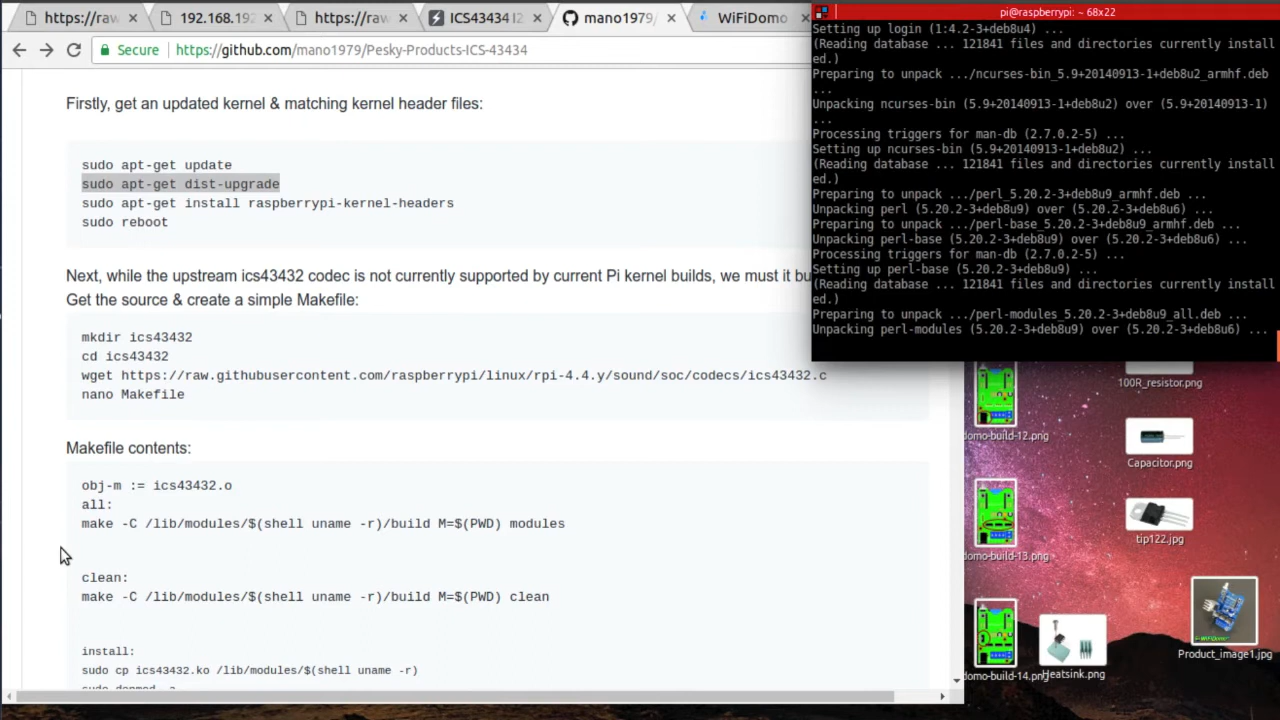 https://raw
192.168.192
https://raw
ICS43434 I2
mano1979/
WiFiDomo
Secure
https://github.com/mano1979/Pesky-Products-ICS-43434
Firstly, get an updated kernel & matching kernel header files:
sudo apt-get update
sudo apt-get dist-upgrade
sudo apt-get install raspberrypi-kernel-headers
sudo reboot
Next, while the upstream ics43432 codec is not currently supported by current Pi kernel builds, we must it bu
Get the source & create a simple Makefile:
mkdir ics43432
cd ics43432
wget https://raw.githubusercontent.com/raspberrypi/linux/rpi-4.4.y/sound/soc/codecs/ics43432.c
nano Makefile
Makefile contents:
obj-m := ics43432.o
all:
make -C /lib/modules/$(shell uname -r)/build M=$(PWD) modules
clean:
make -C /lib/modules/$(shell uname -r)/build M=$(PWD) clean
install:
sudo cp ics43432.ko /lib/modules/$(shell uname -r)
sudo depmod -a
pi@raspberrypi: ~ 68x22
Setting up login (1:4.2-3+deb8u4) ...
(Reading database ... 121841 files and directories currently install
ed.)
Preparing to unpack .../ncurses-bin_5.9+20140913-1+deb8u2_armhf.deb
...
Unpacking ncurses-bin (5.9+20140913-1+deb8u2) over (5.9+20140913-1)
...
Processing triggers for man-db (2.7.0.2-5) ...
Setting up ncurses-bin (5.9+20140913-1+deb8u2) ...
(Reading database ... 121841 files and directories currently install
ed.)
Preparing to unpack .../perl_5.20.2-3+deb8u9_armhf.deb ...
Unpacking perl (5.20.2-3+deb8u9) over (5.20.2-3+deb8u6) ...
Preparing to unpack .../perl-base_5.20.2-3+deb8u9_armhf.deb ...
Unpacking perl-base (5.20.2-3+deb8u9) over (5.20.2-3+deb8u6) ...
Processing triggers for man-db (2.7.0.2-5) ...
Setting up perl-base (5.20.2-3+deb8u9) ...
(Reading database ... 121841 files and directories currently install
ed.)
Preparing to unpack .../perl-modules_5.20.2-3+deb8u9_all.deb ...
Unpacking perl-modules (5.20.2-3+deb8u9) over (5.20.2-3+deb8u6) ...
100R_resistor.png
domo-build-12.png
Capacitor.png
tip122.jpg
domo-build-13.png
Product_image1.jpg
domo-build-14.png
Heatsink.png